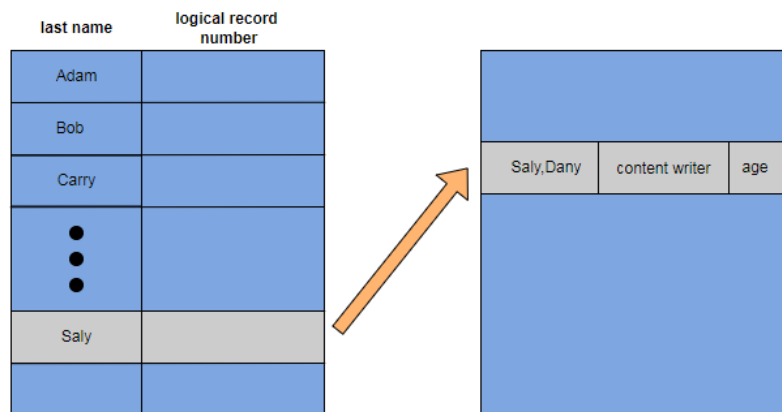 last name
logical record
number
Adam
Bob
Carry
Saly
Saly,Dany
content writer
age